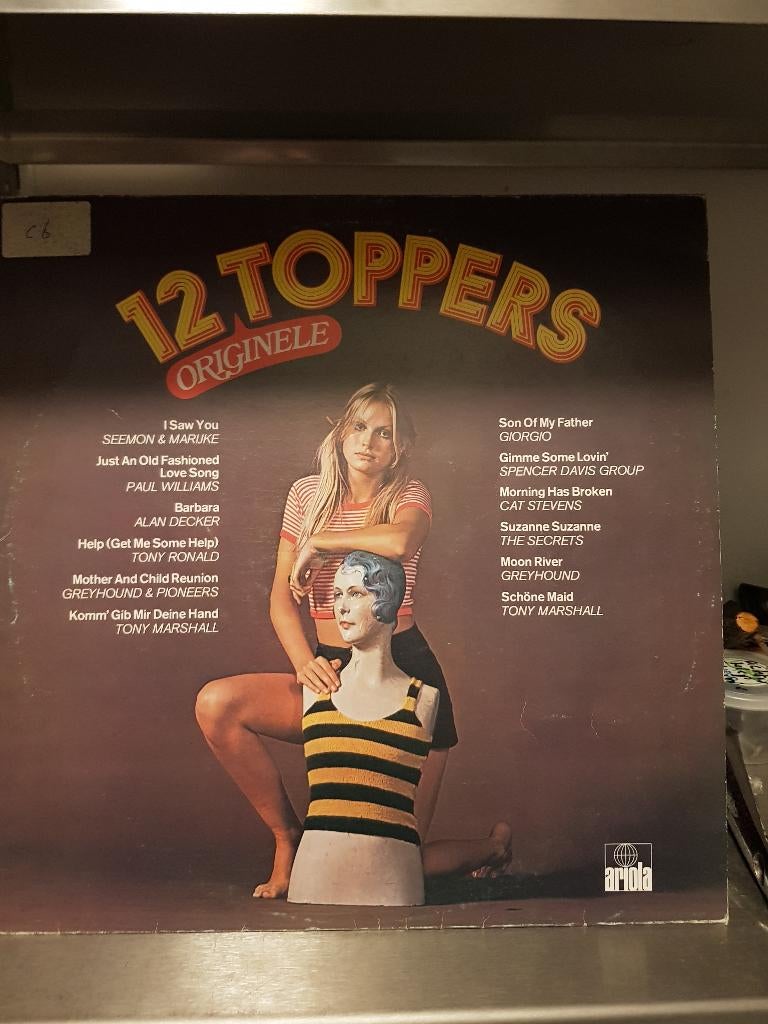 C6
12 TOPPERS
ORIGINELE
I Saw You
SEEMON & MARIJKE
Just An Old Fashioned
Love Song
PAUL WILLIAMS
Barbara
ALAN DECKER
Help (Get Me Some Help)
TONY RONALD
Mother And Child Reunion
GREYHOUND & PIONEERS
Komm' Gib Mir Deine Hand
TONY MARSHALL
Son Of My Father
GIORGIO
Gimme Some Lovin'
SPENCER DAVIS GROUP
Morning Has Broken
CAT STEVENS
Suzanne Suzanne
THE SECRETS
Moon River
GREYHOUND
Schöne Maid
TONY MARSHALL
ariola